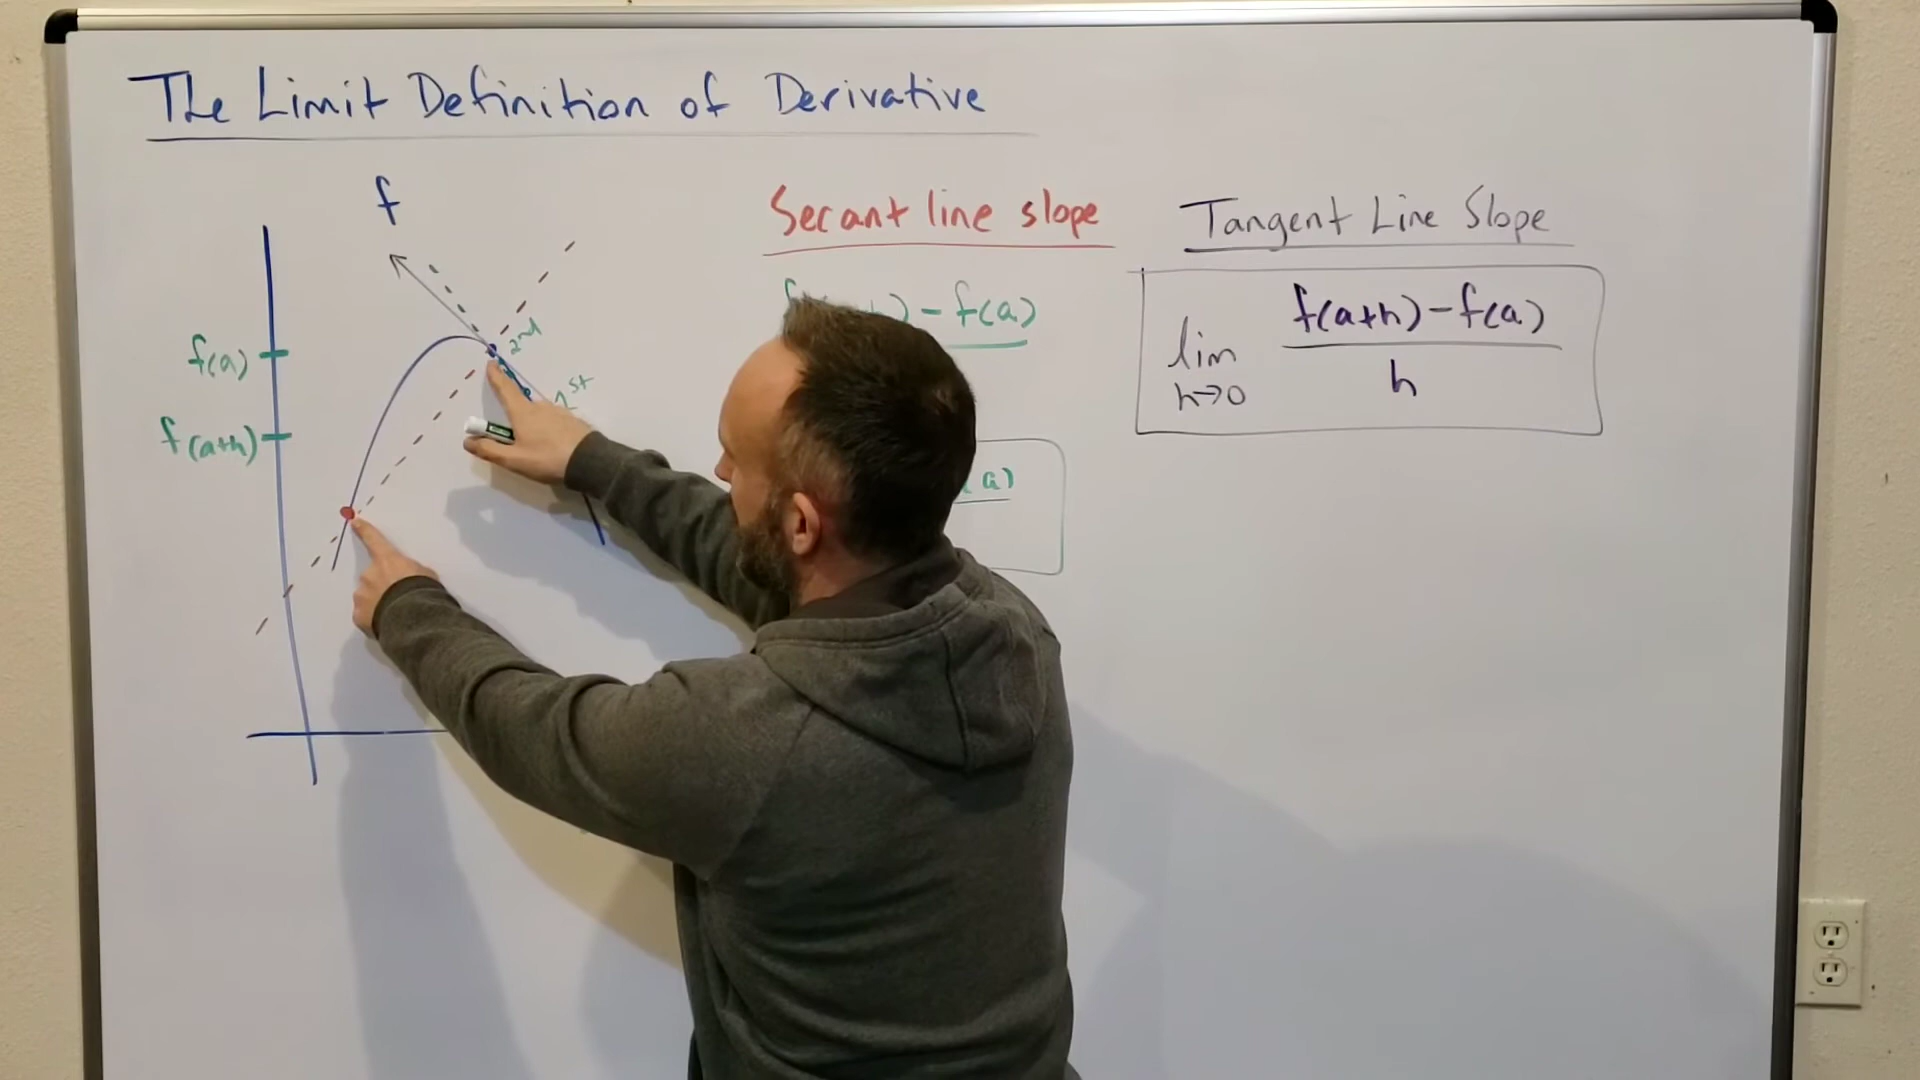 The Limit Definition of Derivative
f
f(a)
f(a+h)
2nd
1st
Secant line slope
) - f(a)
(a)
Tangent Line Slope
lim
h→0
f(a+h) - f(a)
h